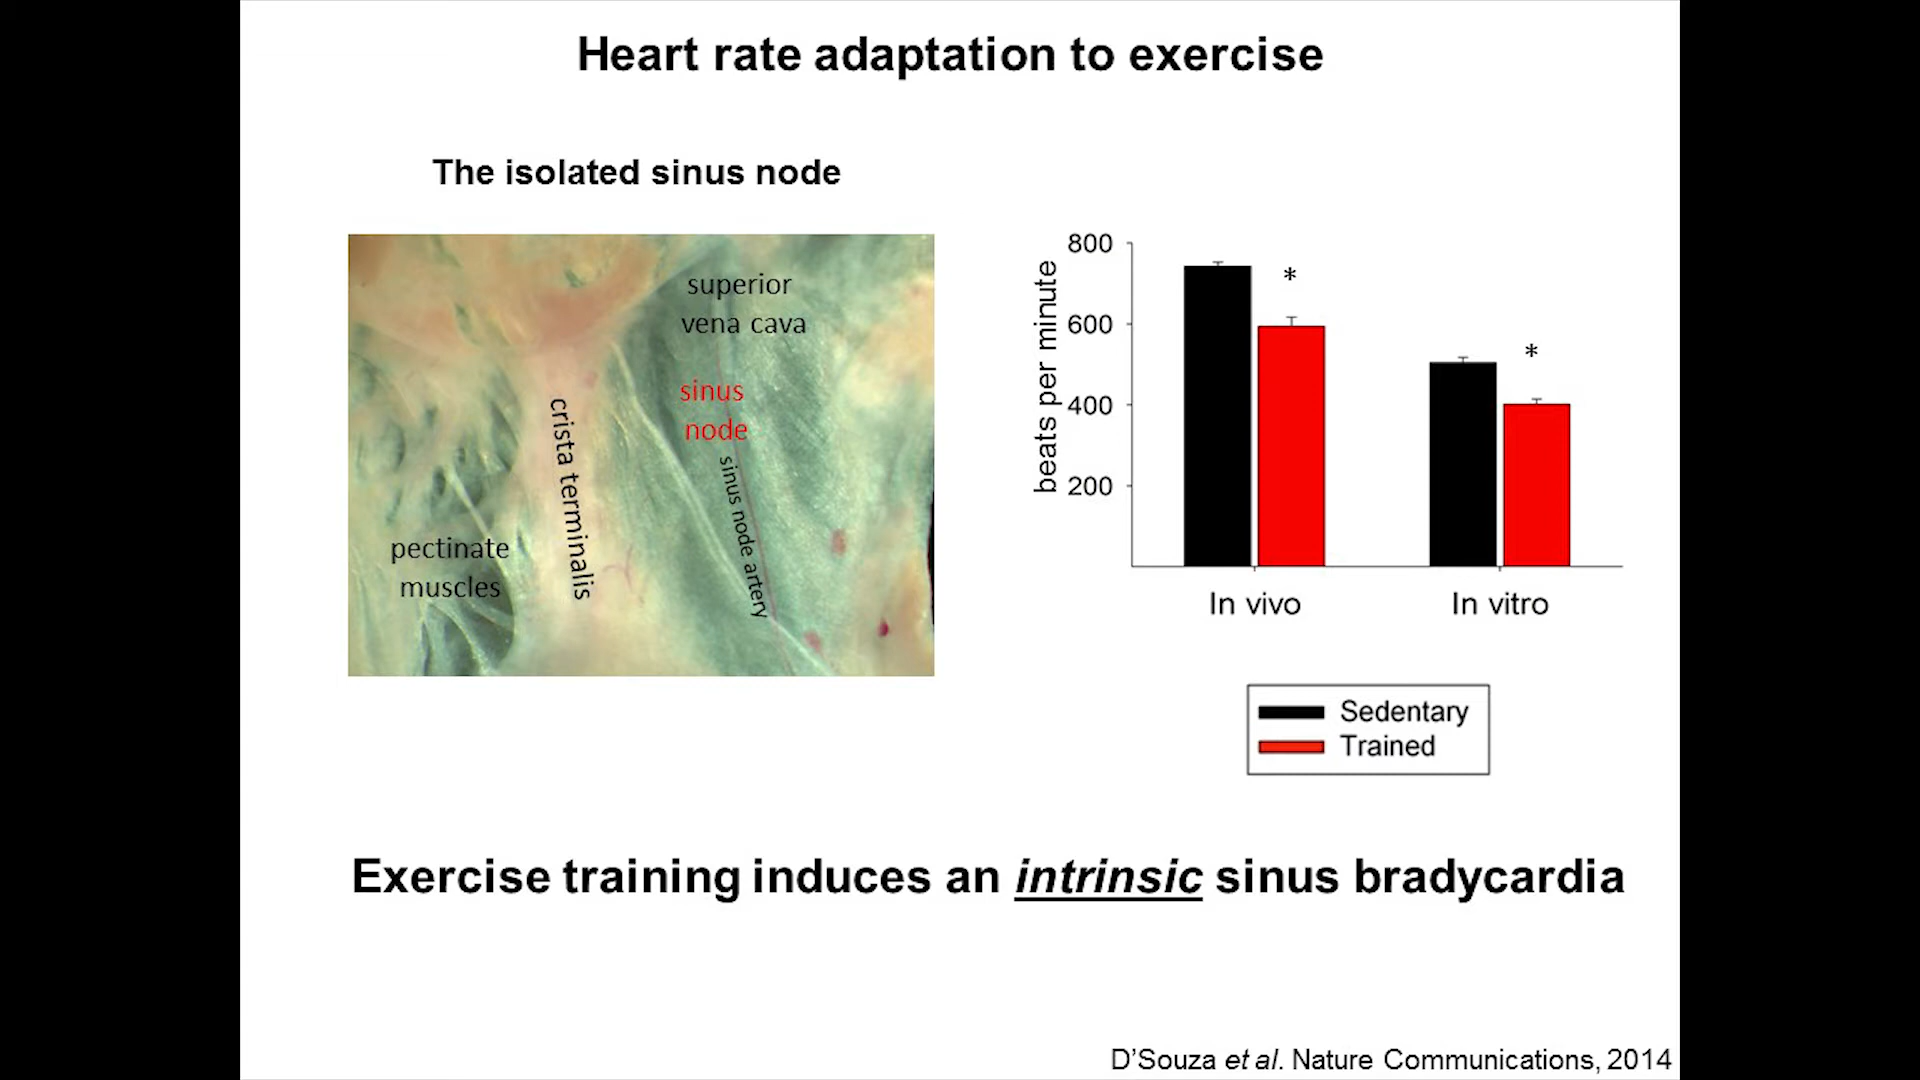 Heart rate adaptation to exercise
The isolated sinus node
superior
vena cava
sinus
node
sinus node artery
crista terminalis
pectinate
muscles
beats per minute
800
600
400
200
*
*
In vivo
In vitro
Sedentary
Trained
Exercise training induces an intrinsic sinus bradycardia
D’Souza et al. Nature Communications, 2014